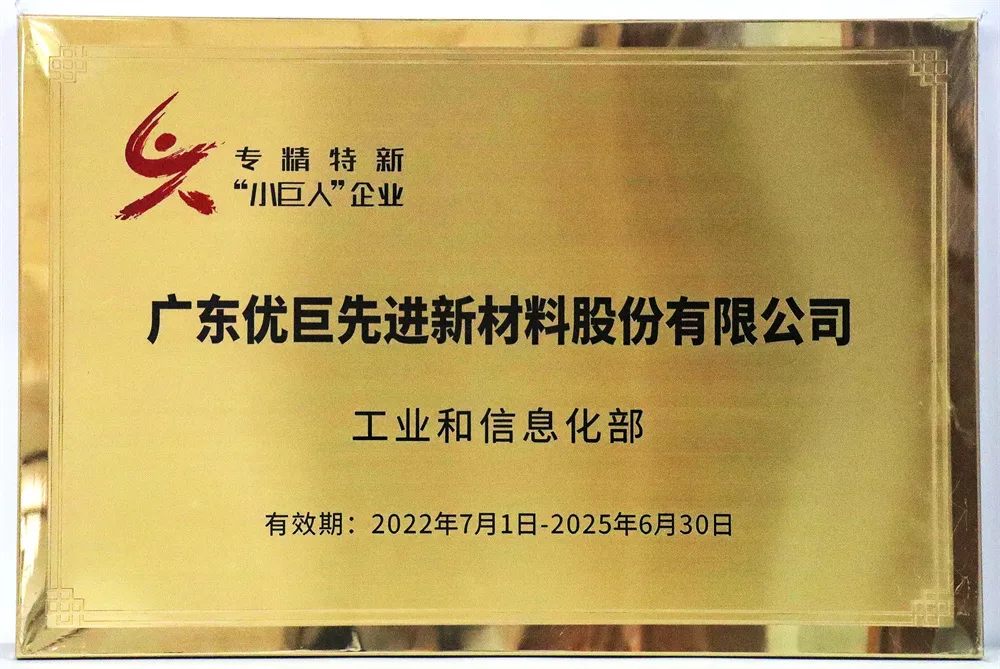 专精特新
“小巨人”企业
广东优巨先进新材料股份有限公司
工业和信息化部
有效期：2022年7月1日-2025年6月30日